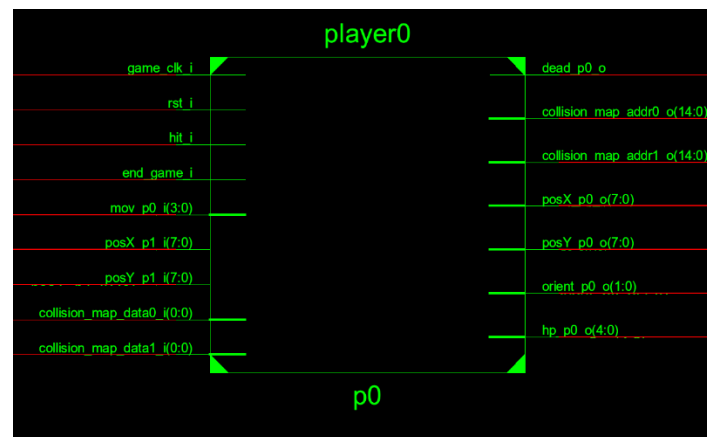 player0
game_clk_i
rst_i
hit_i
end_game_i
mov_p0_i(3:0)
posX_p1_i(7:0)
posY_p1_i(7:0)
collision_map_data0_i(0:0)
collision_map_data1_i(0:0)
dead_p0_o
collision_map_addr0_o(14:0)
collision_map_addr1_o(14:0)
posX_p0_o(7:0)
posY_p0_o(7:0)
orient_p0_o(1:0)
hp_p0_o(4:0)
p0